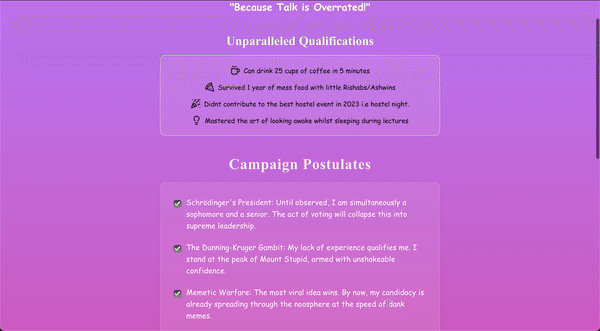 "Because Talk is Overrated!"
Unparalleled Qualifications
Can drink 25 cups of coffee in 5 minutes
Survived 1 year of mess food with little Rishabs/Ashwins
Didnt contribute to the best hostel event in 2023 i.e hostel night.
Mastered the art of looking awake whilst sleeping during lectures
Campaign Postulates
Schrödinger's President: Until observed, I am simultaneously a
sophomore and a senior. The act of voting will collapse this into
supreme leadership.
The Dunning-Kruger Gambit: My lack of experience qualifies me. I
stand at the peak of Mount Stupid, armed with unshakeable
confidence.
Memetic Warfare: The most viral idea wins. By now, my candidacy is
already spreading through the noosphere at the speed of dank
memes.